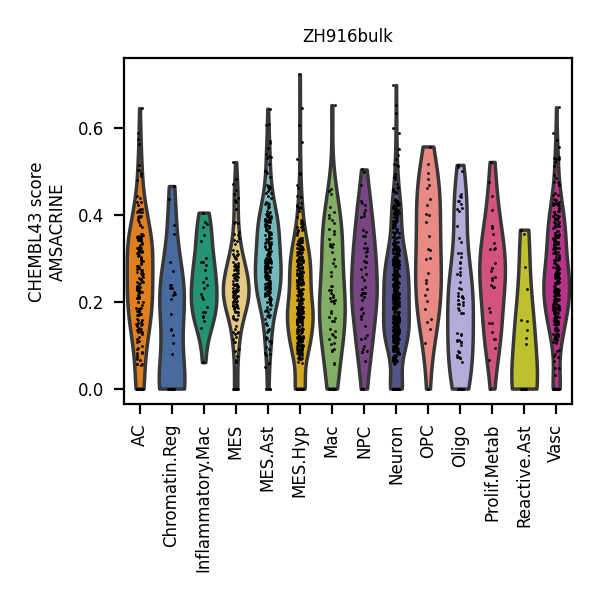 ZH916bulk
CHEMBL43 score
AMSACRINE
0.6
0.4
0.2
0.0
AC
Chromatin.Reg
Inflammatory.Mac
MES
MES.Ast
MES.Hyp
Mac
NPC
Neuron
OPC
Oligo
Prolif.Metab
Reactive.Ast
Vasc